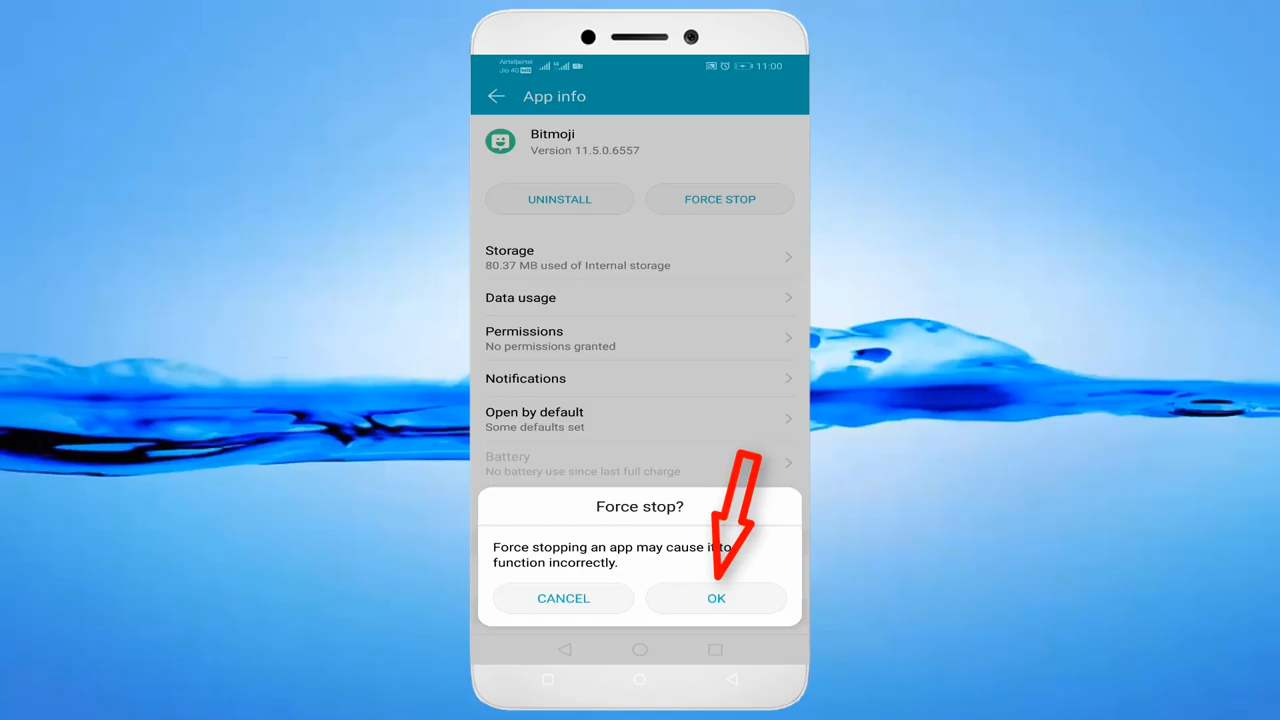 Airtel|airtel
Jio 4G
11:00
App info
Bitmoji
Version 11.5.0.6557
UNINSTALL
FORCE STOP
Storage
80.37 MB used of Internal storage
Data usage
Permissions
No permissions granted
Notifications
Open by default
Some defaults set
Battery
No battery use since last full charge
Force stop?
Force stopping an app may cause it to
function incorrectly.
CANCEL
OK